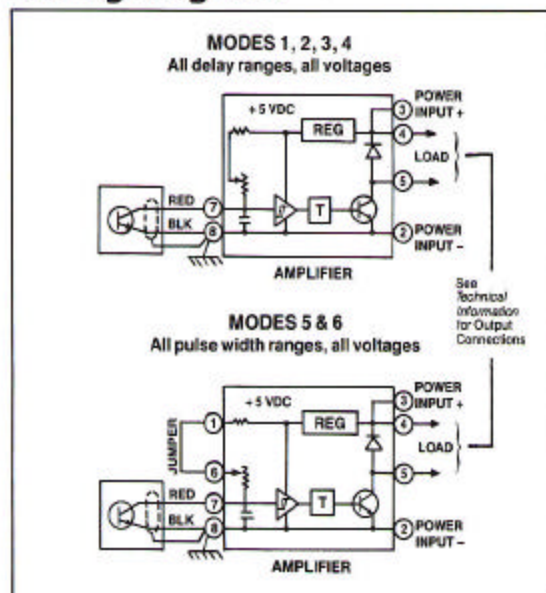 MODES 1, 2, 3, 4
All delay ranges, all voltages
+ 5 VDC
REG
3 POWER INPUT +
4
LOAD
5
RED
7
BLK
8
T
2 POWER INPUT –
AMPLIFIER
See
Technical
Information
for Output
Connections
MODES 5 & 6
All pulse width ranges, all voltages
+ 5 VDC
1
REG
3 POWER INPUT +
4
JUMPER
LOAD
6
5
RED
7
BLK
8
T
2 POWER INPUT –
AMPLIFIER